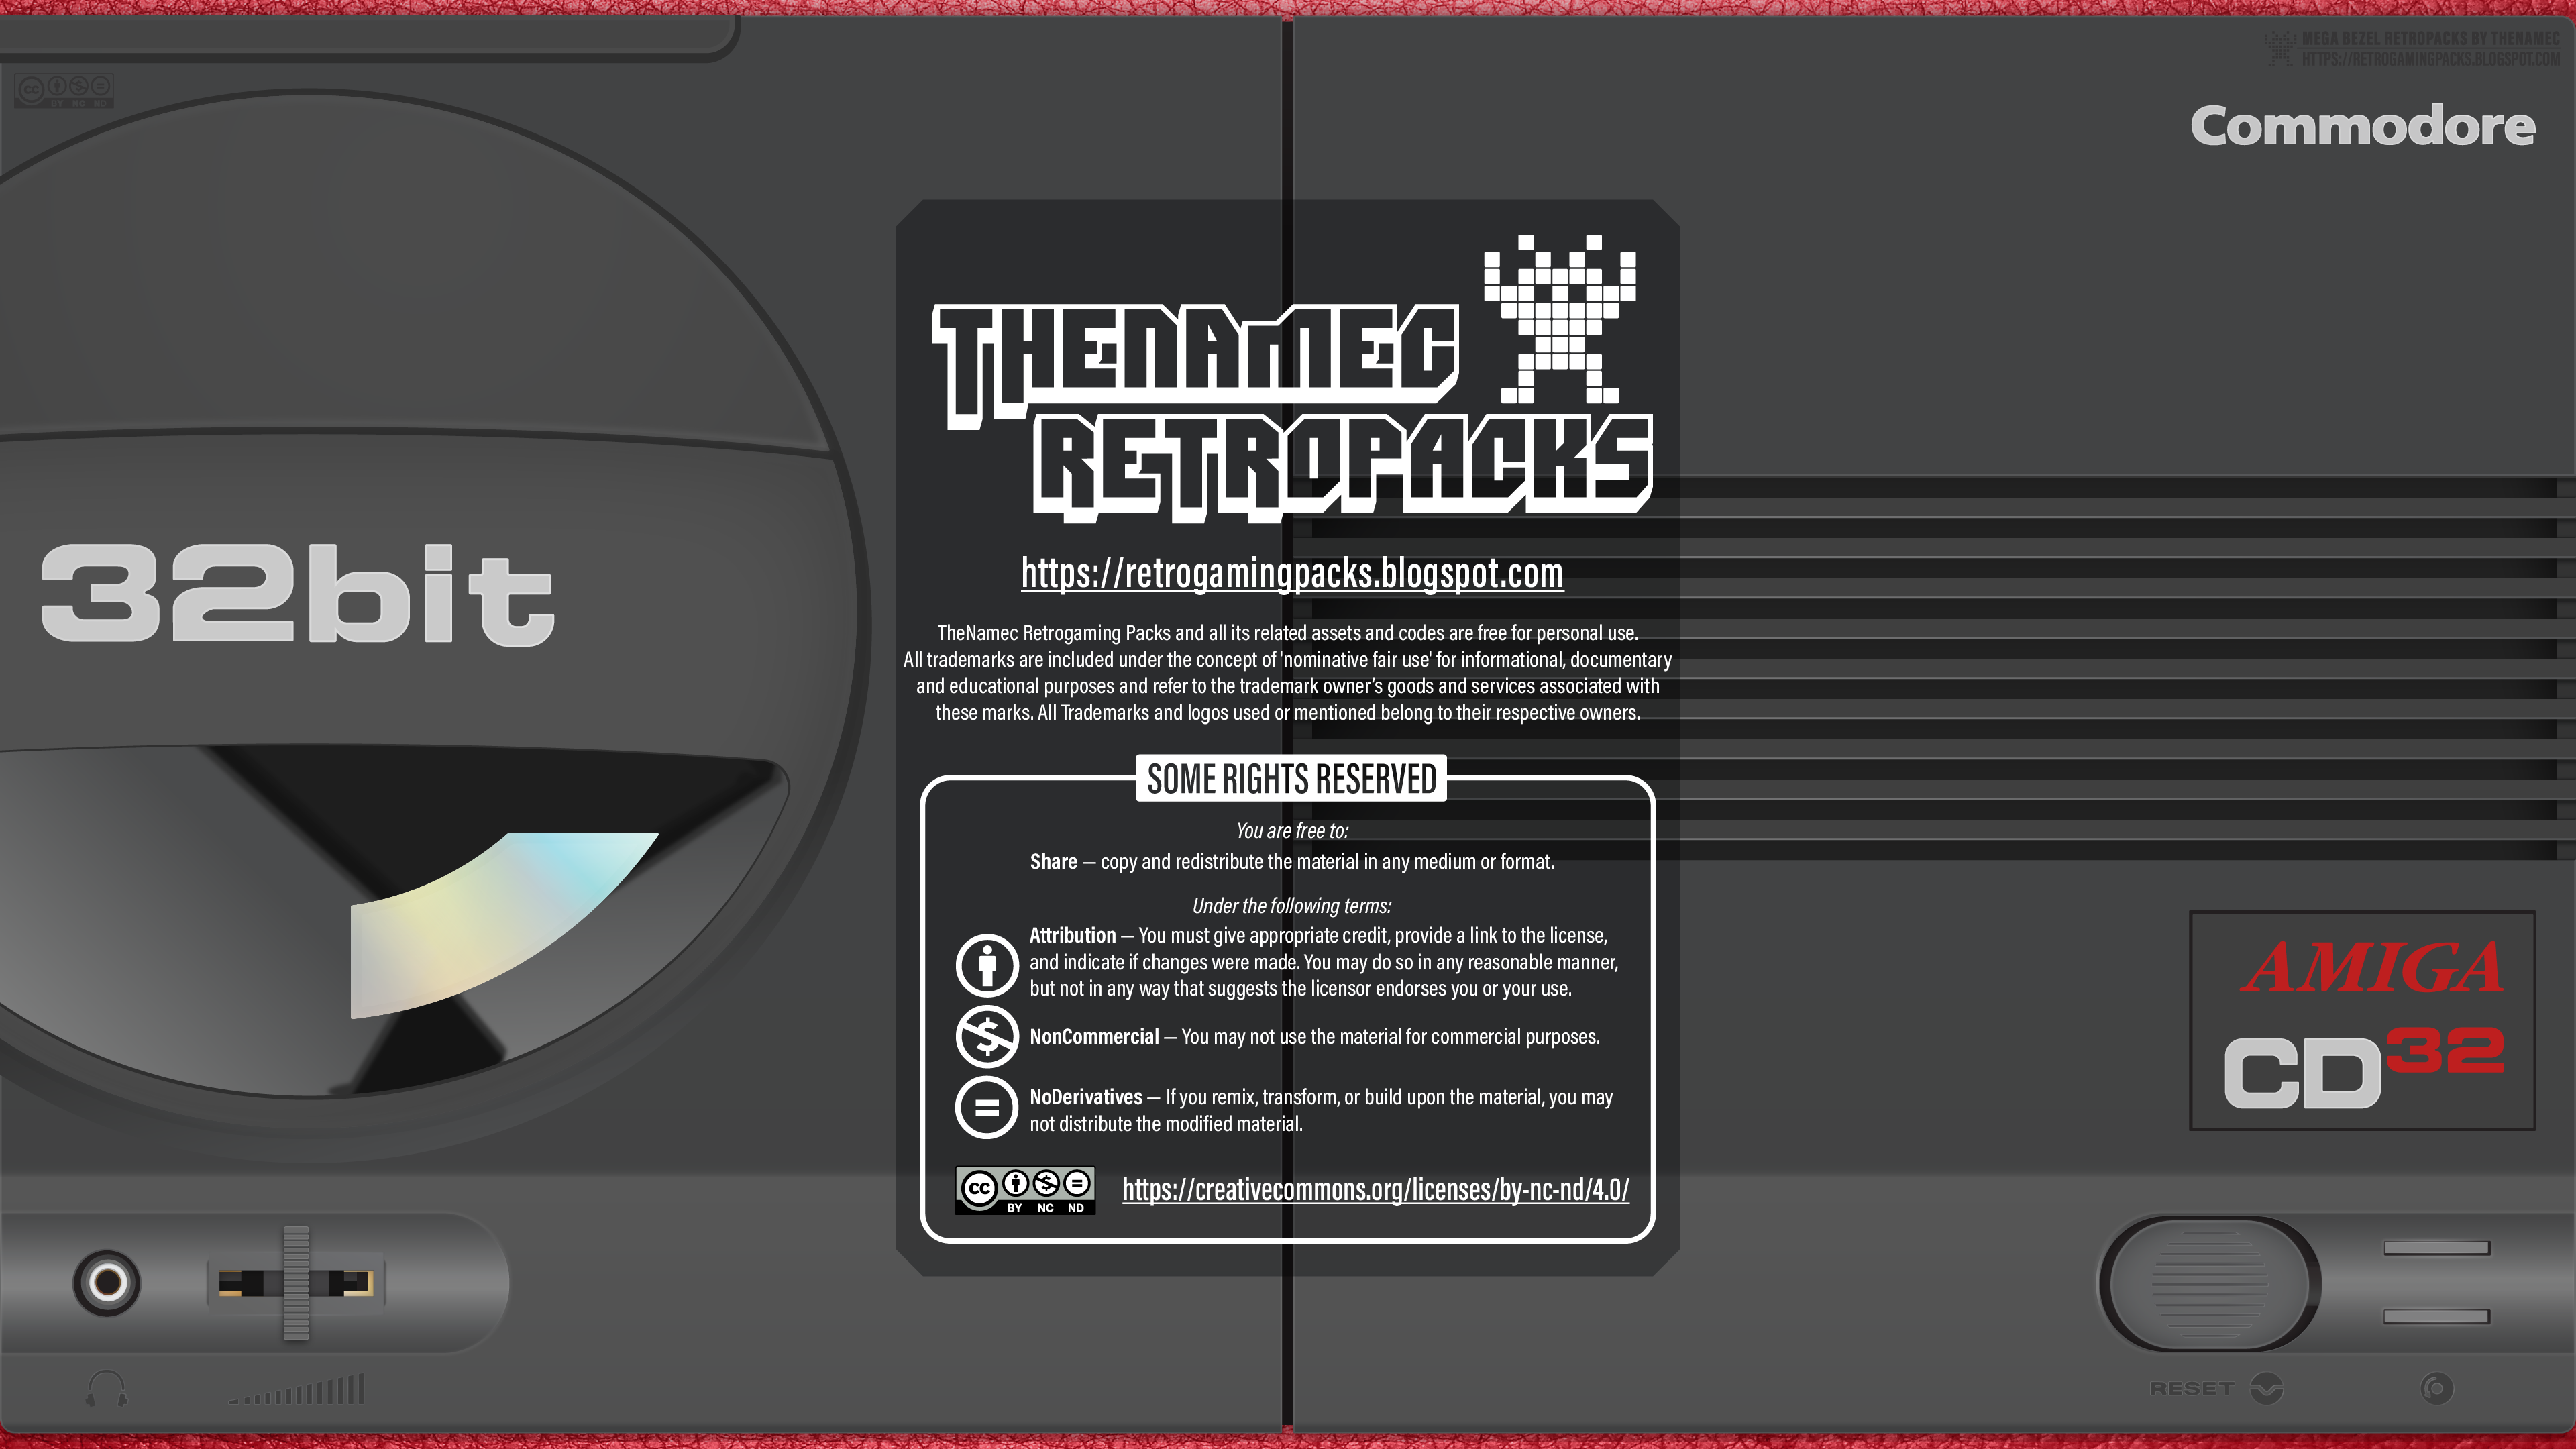 MEGA BEZEL RETROPACKS BY THENAMEC
HTTPS://RETROGAMINGPACKS.BLOGSPOT.COM
cc
BY NC ND
Commodore
THENAMEC
RETROPACKS
32bit
https://retrogamingpacks.blogspot.com
TheNamec Retrogaming Packs and all its related assets and codes are free for personal use.
All trademarks are included under the concept of 'nominative fair use' for informational, documentary
and educational purposes and refer to the trademark owner's goods and services associated with
these marks. All Trademarks and logos used or mentioned belong to their respective owners.
SOME RIGHTS RESERVED
You are free to:
Share — copy and redistribute the material in any medium or format.
Under the following terms:
Attribution — You must give appropriate credit, provide a link to the license,
and indicate if changes were made. You may do so in any reasonable manner,
but not in any way that suggests the licensor endorses you or your use.
NonCommercial — You may not use the material for commercial purposes.
NoDerivatives — If you remix, transform, or build upon the material, you may
not distribute the modified material.
cc
BY NC ND
https://creativecommons.org/licenses/by-nc-nd/4.0/
AMIGA
CD32
RESET